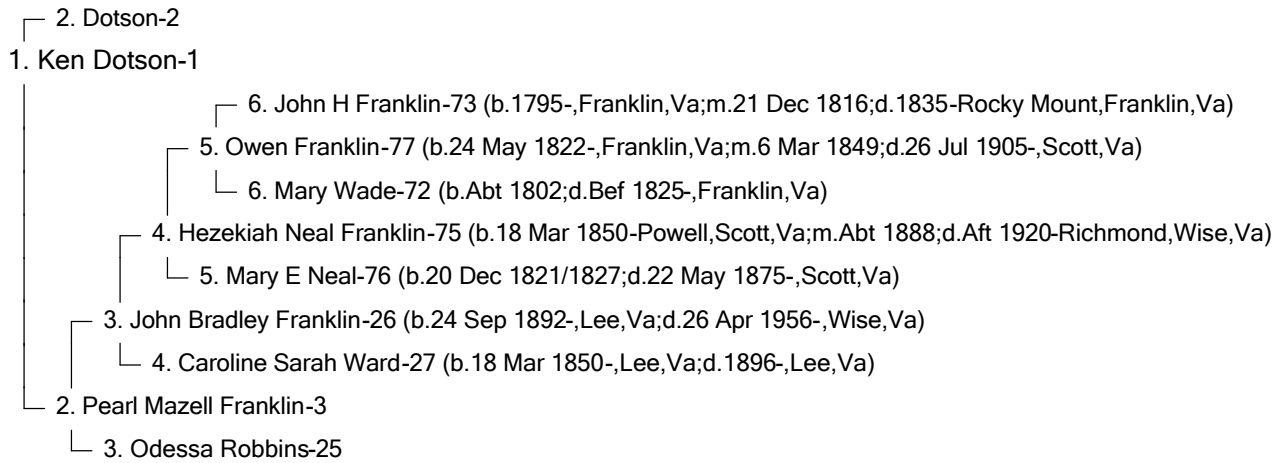 2. Dotson-2
1. Ken Dotson-1
6. John H Franklin-73 (b.1795-,Franklin,Va;m.21 Dec 1816;d.1835-Rocky Mount,Franklin,Va)
5. Owen Franklin-77 (b.24 May 1822-,Franklin,Va;m.6 Mar 1849;d.26 Jul 1905-,Scott,Va)
6. Mary Wade-72 (b.Abt 1802;d.Bef 1825-,Franklin,Va)
4. Hezekiah Neal Franklin-75 (b.18 Mar 1850-Powell,Scott,Va;m.Abt 1888;d.Aft 1920-Richmond,Wise,Va)
5. Mary E Neal-76 (b.20 Dec 1821/1827;d.22 May 1875-,Scott,Va)
3. John Bradley Franklin-26 (b.24 Sep 1892-,Lee,Va;d.26 Apr 1956-,Wise,Va)
4. Caroline Sarah Ward-27 (b.18 Mar 1850-,Lee,Va;d.1896-,Lee,Va)
2. Pearl Mazell Franklin-3
3. Odessa Robbins-25